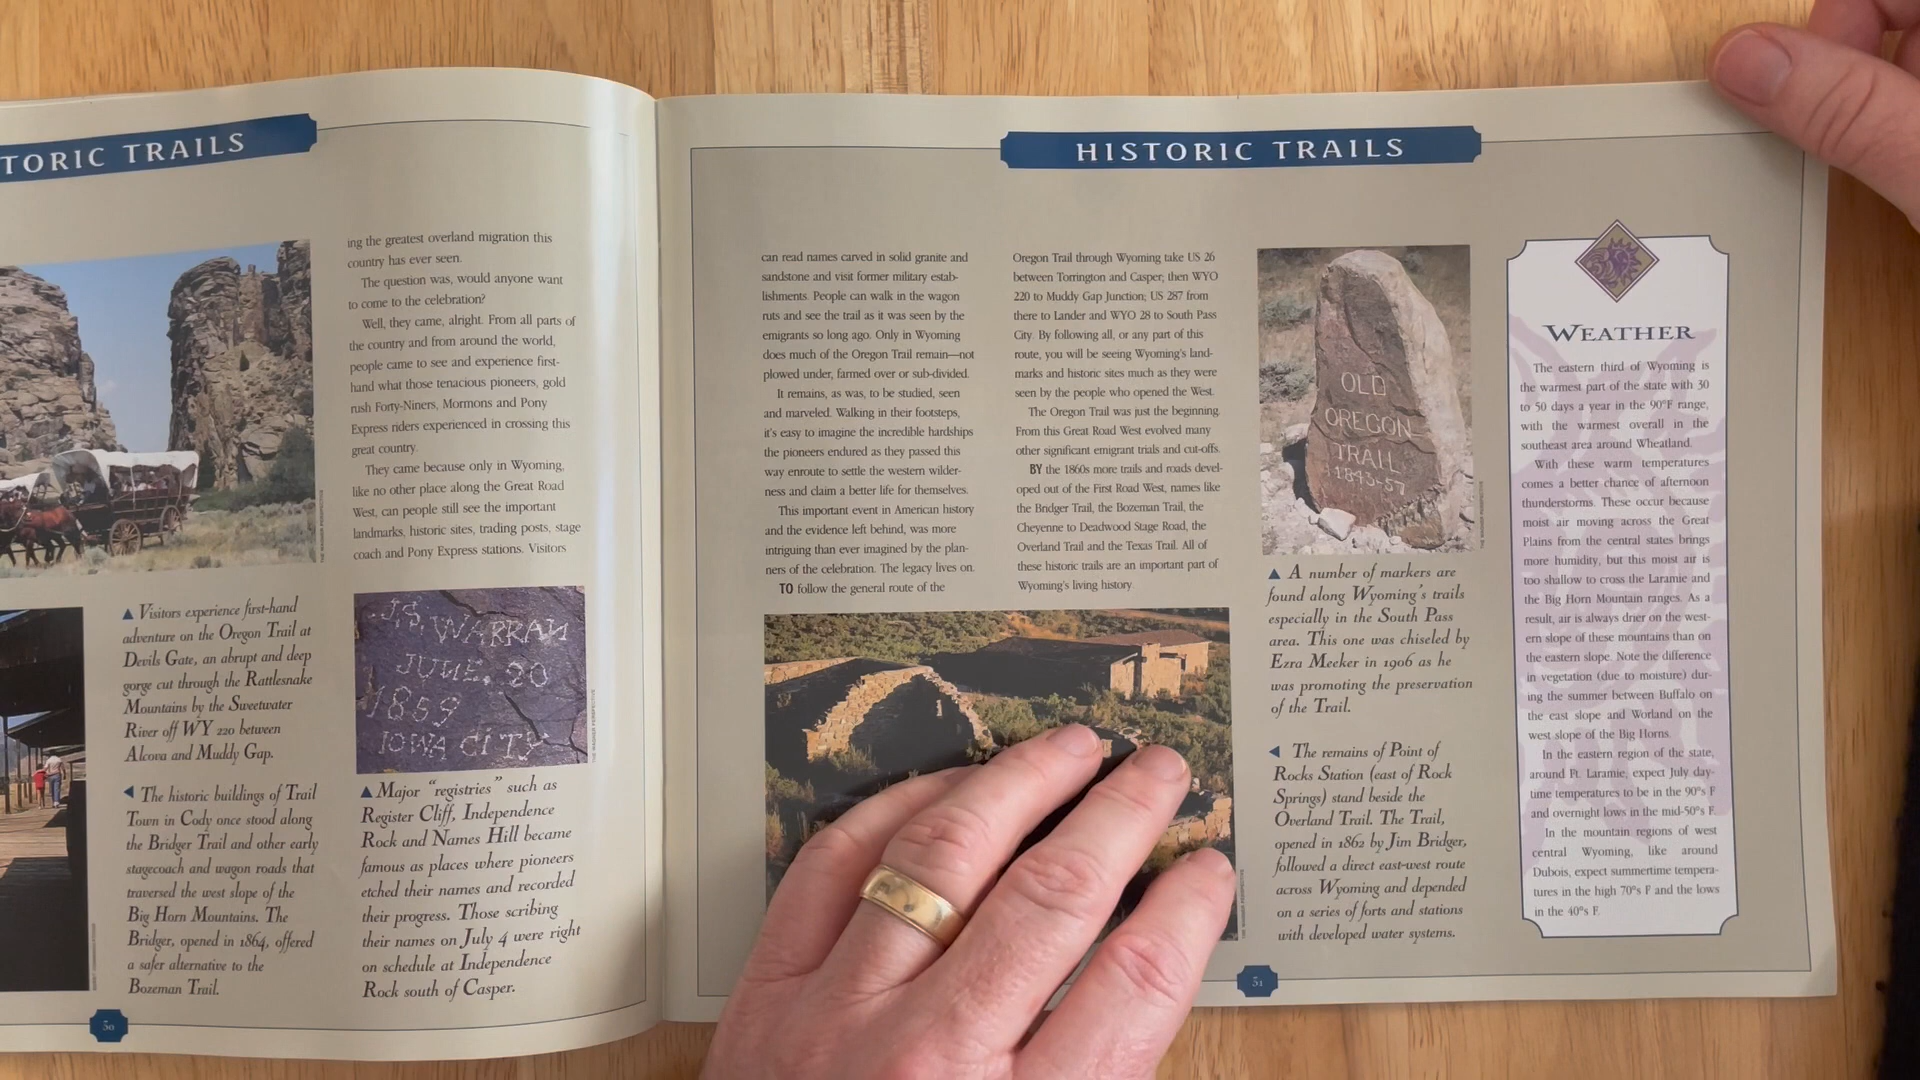 TORIC TRAILS
ing the greatest overland migration this
country has ever seen.
The question was, would anyone want
to come to the celebration?
Well, they came, alright. From all parts of
the country and from around the world,
people came to see and experience first-
hand what those tenacious pioneers, gold
rush Forty-Niners, Mormons and Pony
Express riders experienced in crossing this
great country.
They came because only in Wyoming,
like no other place along the Great Road
West, can people still see the important
landmarks, historic sites, trading posts, stage
coach and Pony Express stations. Visitors
▲ Visitors experience first-hand
adventure on the Oregon Trail at
Devils Gate, an abrupt and deep
gorge cut through the Rattlesnake
Mountains by the Sweetwater
River off WY 220 between
Alcova and Muddy Gap.
◀ The historic buildings of Trail
Town in Cody once stood along
the Bridger Trail and other early
stagecoach and wagon roads that
traversed the west slope of the
Big Horn Mountains. The
Bridger, opened in 1864, offered
a safer alternative to the
Bozeman Trail.
J.S. WARRAN
JUNE. 20
1859
IOWA CITY
THE WAGNER PERSPECTIVE
▲ Major "registries" such as
Register Cliff, Independence
Rock and Names Hill became
famous as places where pioneers
etched their names and recorded
their progress. Those scribing
their names on July 4 were right
on schedule at Independence
Rock south of Casper.
30
HISTORIC TRAILS
can read names carved in solid granite and
sandstone and visit former military estab-
lishments. People can walk in the wagon
ruts and see the trail as it was seen by the
emigrants so long ago. Only in Wyoming
does much of the Oregon Trail remain—not
plowed under, farmed over or sub-divided.
It remains, as was, to be studied, seen
and marveled. Walking in their footsteps,
it's easy to imagine the incredible hardships
the pioneers endured as they passed this
way enroute to settle the western wilder-
ness and claim a better life for themselves.
This important event in American history
and the evidence left behind, was more
intriguing than ever imagined by the plan-
ners of the celebration. The legacy lives on.
TO follow the general route of the
Oregon Trail through Wyoming take US 26
between Torrington and Casper; then WYO
220 to Muddy Gap Junction; US 287 from
there to Lander and WYO 28 to South Pass
City. By following all, or any part of this
route, you will be seeing Wyoming's land-
marks and historic sites much as they were
seen by the people who opened the West.
The Oregon Trail was just the beginning.
From this Great Road West evolved many
other significant emigrant trials and cut-offs.
BY the 1860s more trails and roads devel-
oped out of the First Road West, names like
the Bridger Trail, the Bozeman Trail, the
Cheyenne to Deadwood Stage Road, the
Overland Trail and the Texas Trail. All of
these historic trails are an important part of
Wyoming's living history
OLD
OREGON
TRAIL
1843-57
THE WAGNER PERSPECTIVE
▲ A number of markers are
found along Wyoming's trails
especially in the South Pass
area. This one was chiseled by
Ezra Meeker in 1906 as he
was promoting the preservation
of the Trail.
◀ The remains of Point of
Rocks Station (east of Rock
Springs) stand beside the
Overland Trail. The Trail,
opened in 1862 by Jim Bridger,
followed a direct east-west route
across Wyoming and depended
on a series of forts and stations
with developed water systems.
WEATHER
The eastern third of Wyoming is
the warmest part of the state with 30
to 50 days a year in the 90°F range,
with the warmest overall in the
southeast area around Wheatland.
With these warm temperatures
comes a better chance of afternoon
thunderstorms. These occur because
moist air moving across the Great
Plains from the central states brings
more humidity, but this moist air is
too shallow to cross the Laramie and
the Big Horn Mountain ranges. As a
result, air is always drier on the west-
ern slope of these mountains than on
the eastern slope. Note the difference
in vegetation (due to moisture) dur-
ing the summer between Buffalo on
the east slope and Worland on the
west slope of the Big Horns.
In the eastern region of the state,
around Ft. Laramie, expect July day-
time temperatures to be in the 90°s F
and overnight lows in the mid-50°s F.
In the mountain regions of west
central Wyoming, like around
Dubois, expect summertime tempera-
tures in the high 70°s F and the lows
in the 40°s F.
31